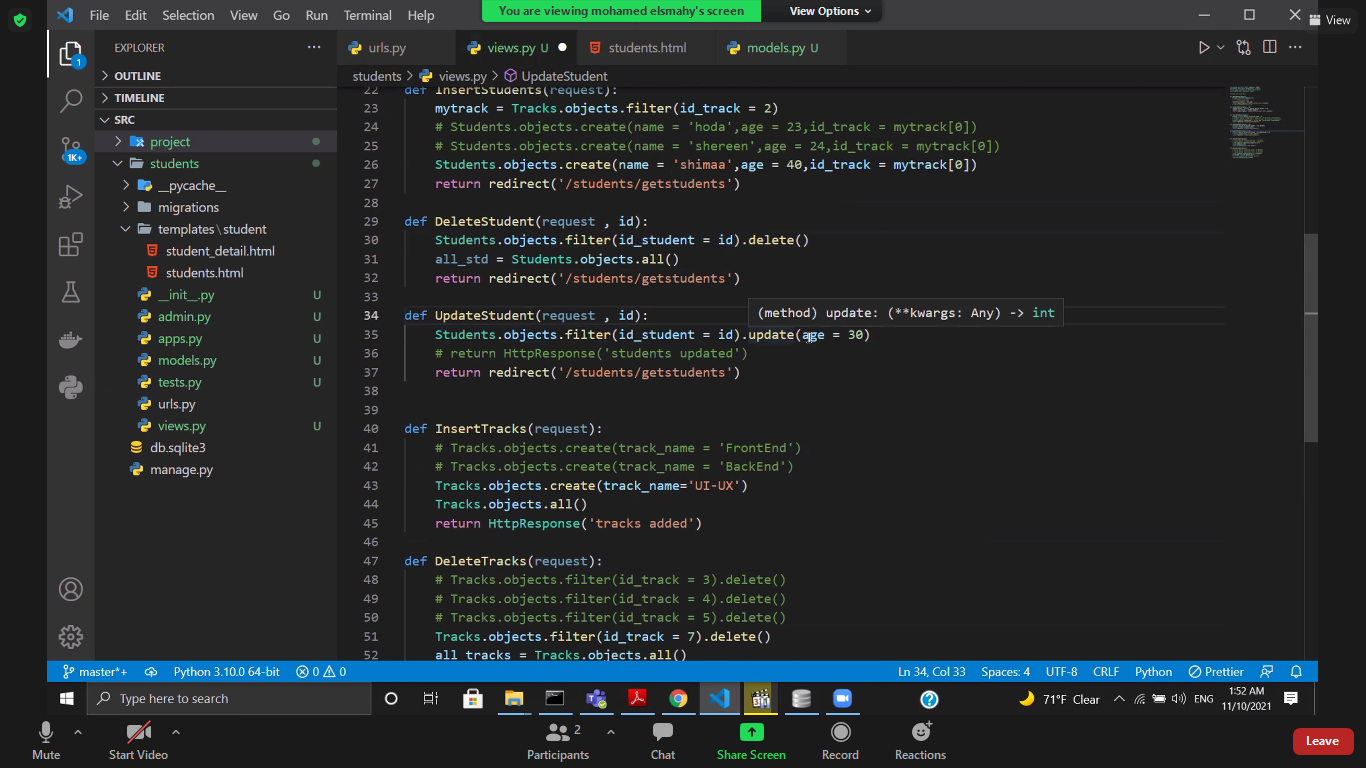 You are viewing mohamed elsmahy's screen
View Options
View
File Edit Selection View Go Run Terminal Help
EXPLORER
OUTLINE
TIMELINE
SRC
project
students
__pycache__
migrations
templates\student
student_detail.html
students.html
__init__.py U
admin.py U
apps.py U
models.py U
tests.py U
urls.py
views.py U
db.sqlite3
manage.py
1
1K+
urls.py
views.py U
students.html
models.py U
students > views.py > UpdateStudent
22 def InsertStudents(request):
23 mytrack = Tracks.objects.filter(id_track = 2)
24 # Students.objects.create(name = 'hoda',age = 23,id_track = mytrack[0])
25 # Students.objects.create(name = 'shereen',age = 24,id_track = mytrack[0])
26 Students.objects.create(name = 'shimaa',age = 40,id_track = mytrack[0])
27 return redirect('/students/getstudents')
28
29 def DeleteStudent(request , id):
30 Students.objects.filter(id_student = id).delete()
31 all_std = Students.objects.all()
32 return redirect('/students/getstudents')
33
(method) update: (**kwargs: Any) -> int
34 def UpdateStudent(request , id):
35 Students.objects.filter(id_student = id).update(age = 30)
36 # return HttpResponse('students updated')
37 return redirect('/students/getstudents')
38
39
40 def InsertTracks(request):
41 # Tracks.objects.create(track_name = 'FrontEnd')
42 # Tracks.objects.create(track_name = 'BackEnd')
43 Tracks.objects.create(track_name='UI-UX')
44 Tracks.objects.all()
45 return HttpResponse('tracks added')
46
47 def DeleteTracks(request):
48 # Tracks.objects.filter(id_track = 3).delete()
49 # Tracks.objects.filter(id_track = 4).delete()
50 # Tracks.objects.filter(id_track = 5).delete()
51 Tracks.objects.filter(id_track = 7).delete()
52 all_tracks = Tracks.objects.all()
master*+ Python 3.10.0 64-bit 0 0 Ln 34, Col 33 Spaces: 4 UTF-8 CRLF Python Prettier
Type here to search
71°F Clear ENG 1:52 AM
11/10/2021
Mute
Start Video
Participants 2
Chat
Share Screen
Record
Reactions
Leave